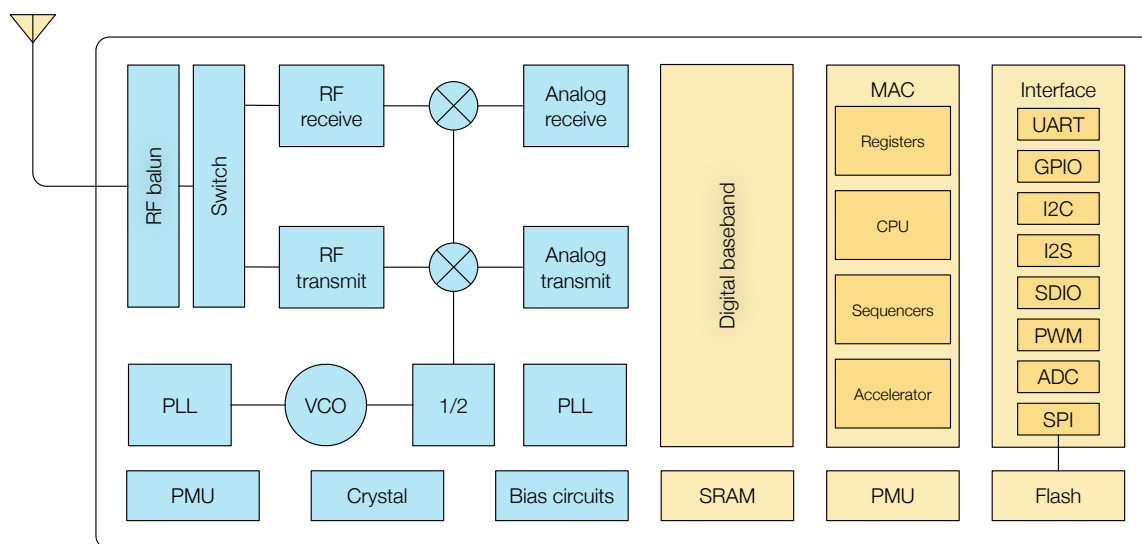 RF balun
Switch
RF
receive
Analog
receive
RF
transmit
Analog
transmit
PLL
VCO
1/2
PLL
PMU
Crystal
Bias circuits
Digital baseband
SRAM
MAC
Registers
CPU
Sequencers
Accelerator
PMU
Interface
UART
GPIO
I2C
I2S
SDIO
PWM
ADC
SPI
Flash